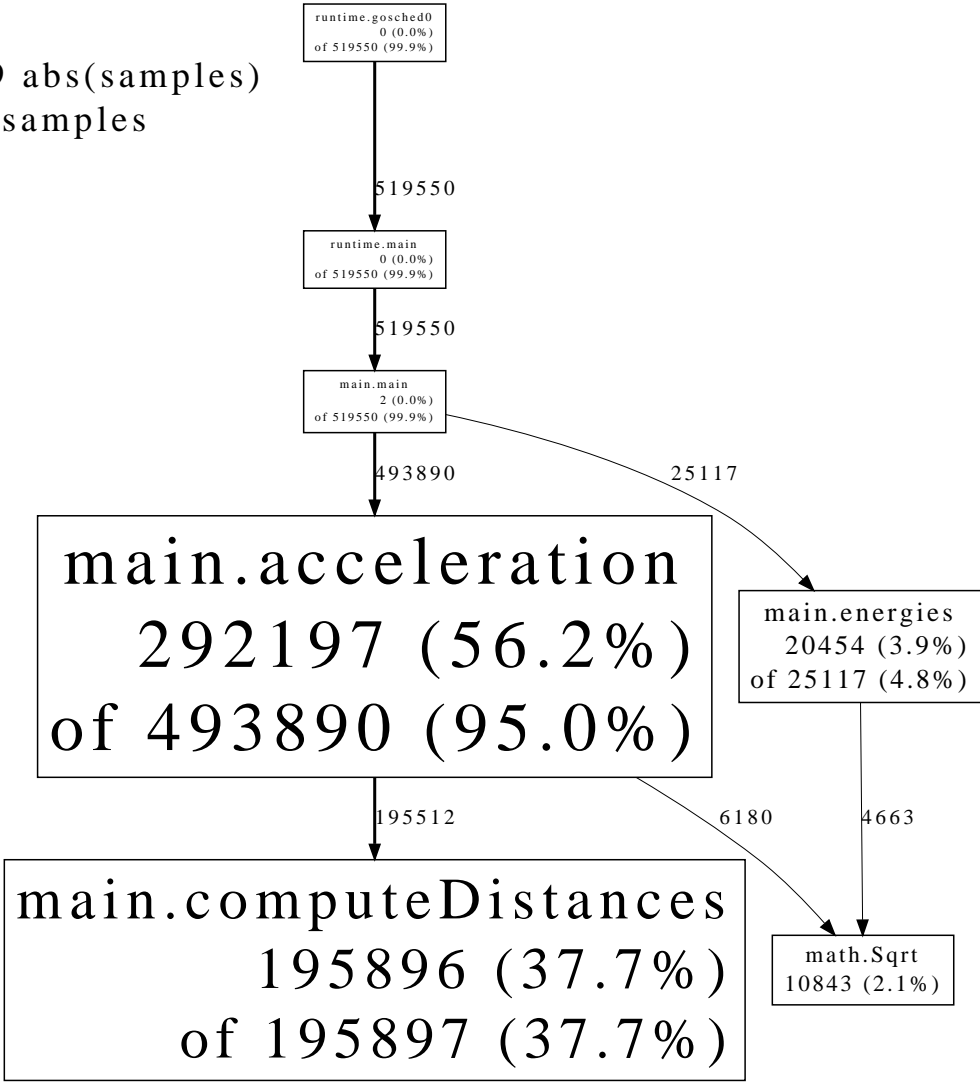 runtime.gosched0
0 (0.0%)
of 519550 (99.9%)
abs(samples)
samples
519550
runtime.main
0 (0.0%)
of 519550 (99.9%)
519550
main.main
2 (0.0%)
of 519550 (99.9%)
493890
25117
main.acceleration
292197 (56.2%)
of 493890 (95.0%)
main.energies
20454 (3.9%)
of 25117 (4.8%)
195512
6180
4663
main.computeDistances
195896 (37.7%)
of 195897 (37.7%)
math.Sqrt
10843 (2.1%)